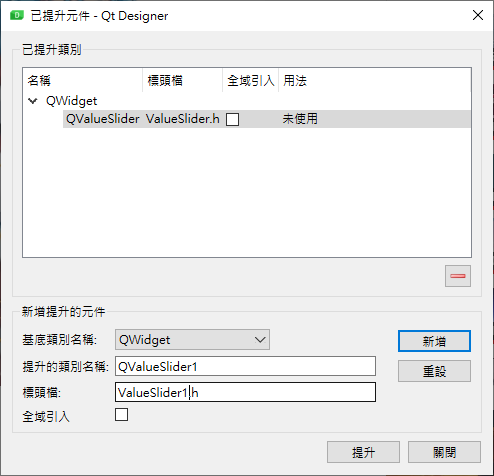 已提升元件 - Qt Designer
已提升類別
名稱 標頭檔 全域引入 用法
QWidget
QValueSlider ValueSlider.h 未使用
新增提升的元件
基底類別名稱: QWidget 新增
提升的類別名稱: QValueSlider1 重設
標頭檔: ValueSlider1.h
全域引入
提升 關閉